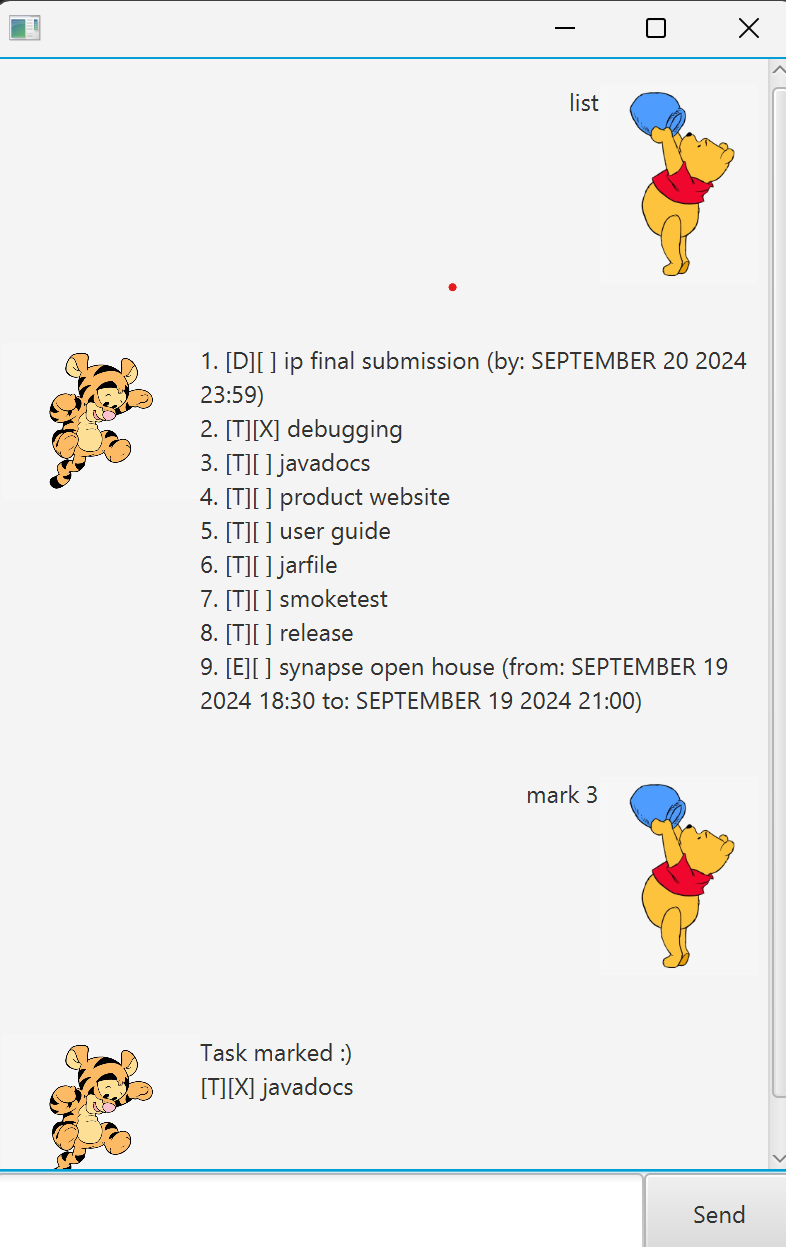 list
1. [D][ ] ip final submission (by: SEPTEMBER 20 2024
23:59)
2. [T][X] debugging
3. [T][ ] javadocs
4. [T][ ] product website
5. [T][ ] user guide
6. [T][ ] jarfile
7. [T][ ] smoketest
8. [T][ ] release
9. [E][ ] synapse open house (from: SEPTEMBER 19
2024 18:30 to: SEPTEMBER 19 2024 21:00)
mark 3
Task marked :)
[T][X] javadocs
Send